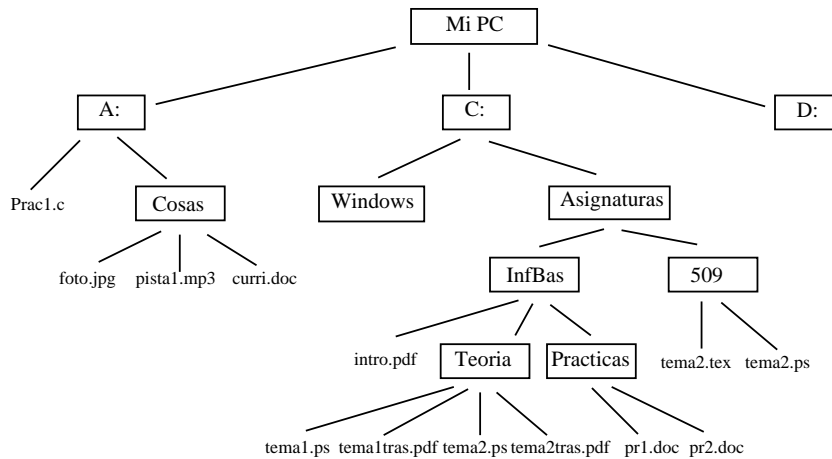 Mi PC
A:
C:
D:
Prac1.c
Cosas
Windows
Asignaturas
foto.jpg
pista1.mp3
curri.doc
InfBas
509
intro.pdf
Teoria
Practicas
tema2.tex
tema2.ps
tema1.ps
tema1tras.pdf
tema2.ps
tema2tras.pdf
pr1.doc
pr2.doc